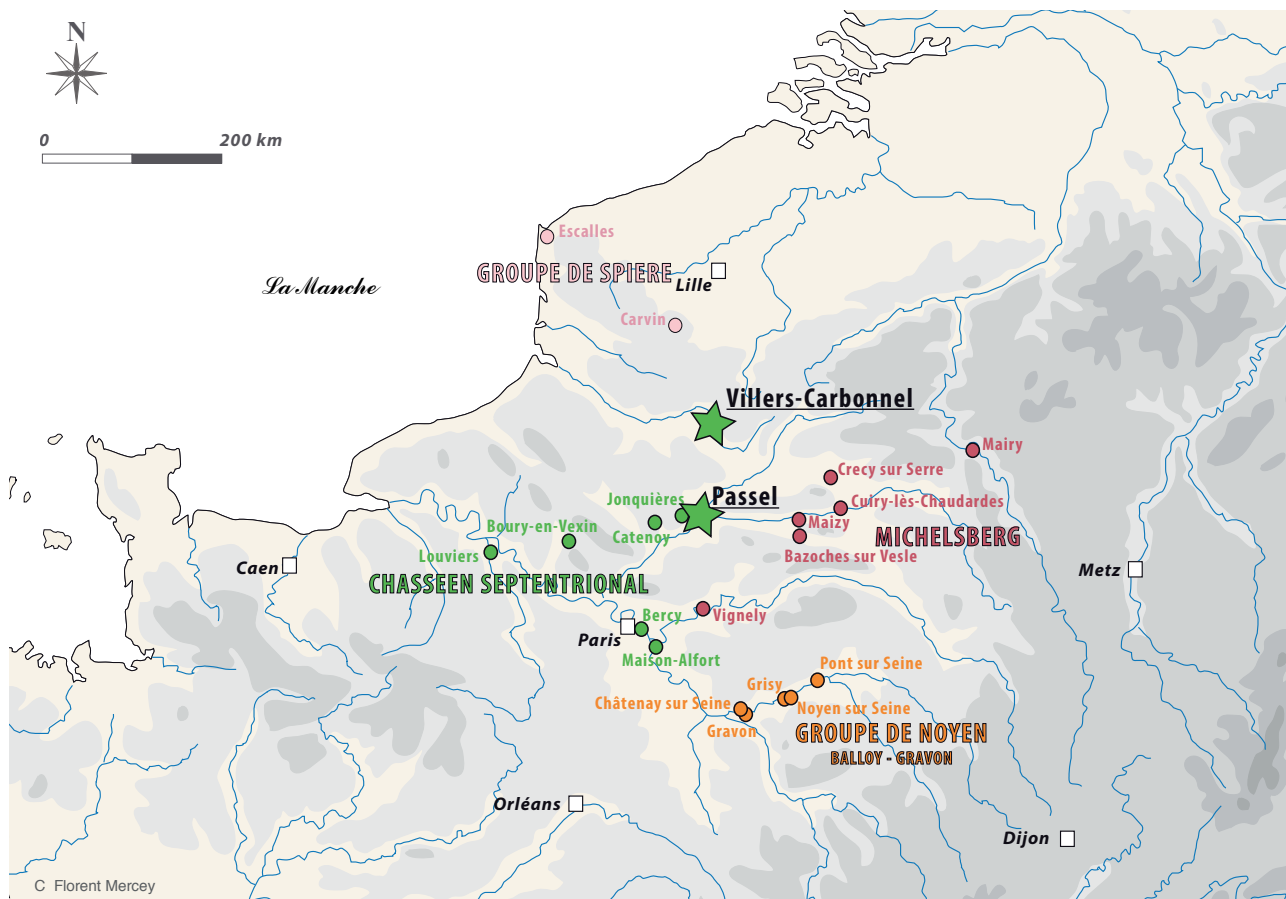 N
0 200 km
Escalles
GROUPE DE SPIERE
Lille
La Manche
Carvin
Villers-Carbonnel
Mairy
Crecy sur Serre
Passel
Jonquières
Cuiry-lès-Chaudardes
Maizy
Boury-en-Vexin
Catenoy
MICHELSBERG
Louviers
Bazoches sur Vesle
Caen
Metz
CHASSEEN SEPTENTRIONAL
Bercy
Vignely
Paris
Maison-Alfort
Pont sur Seine
Grisy
Châtenay sur Seine
Noyen sur Seine
Gravon
GROUPE DE NOYEN
BALLOY - GRAVON
Orléans
Dijon
C Florent Mercey